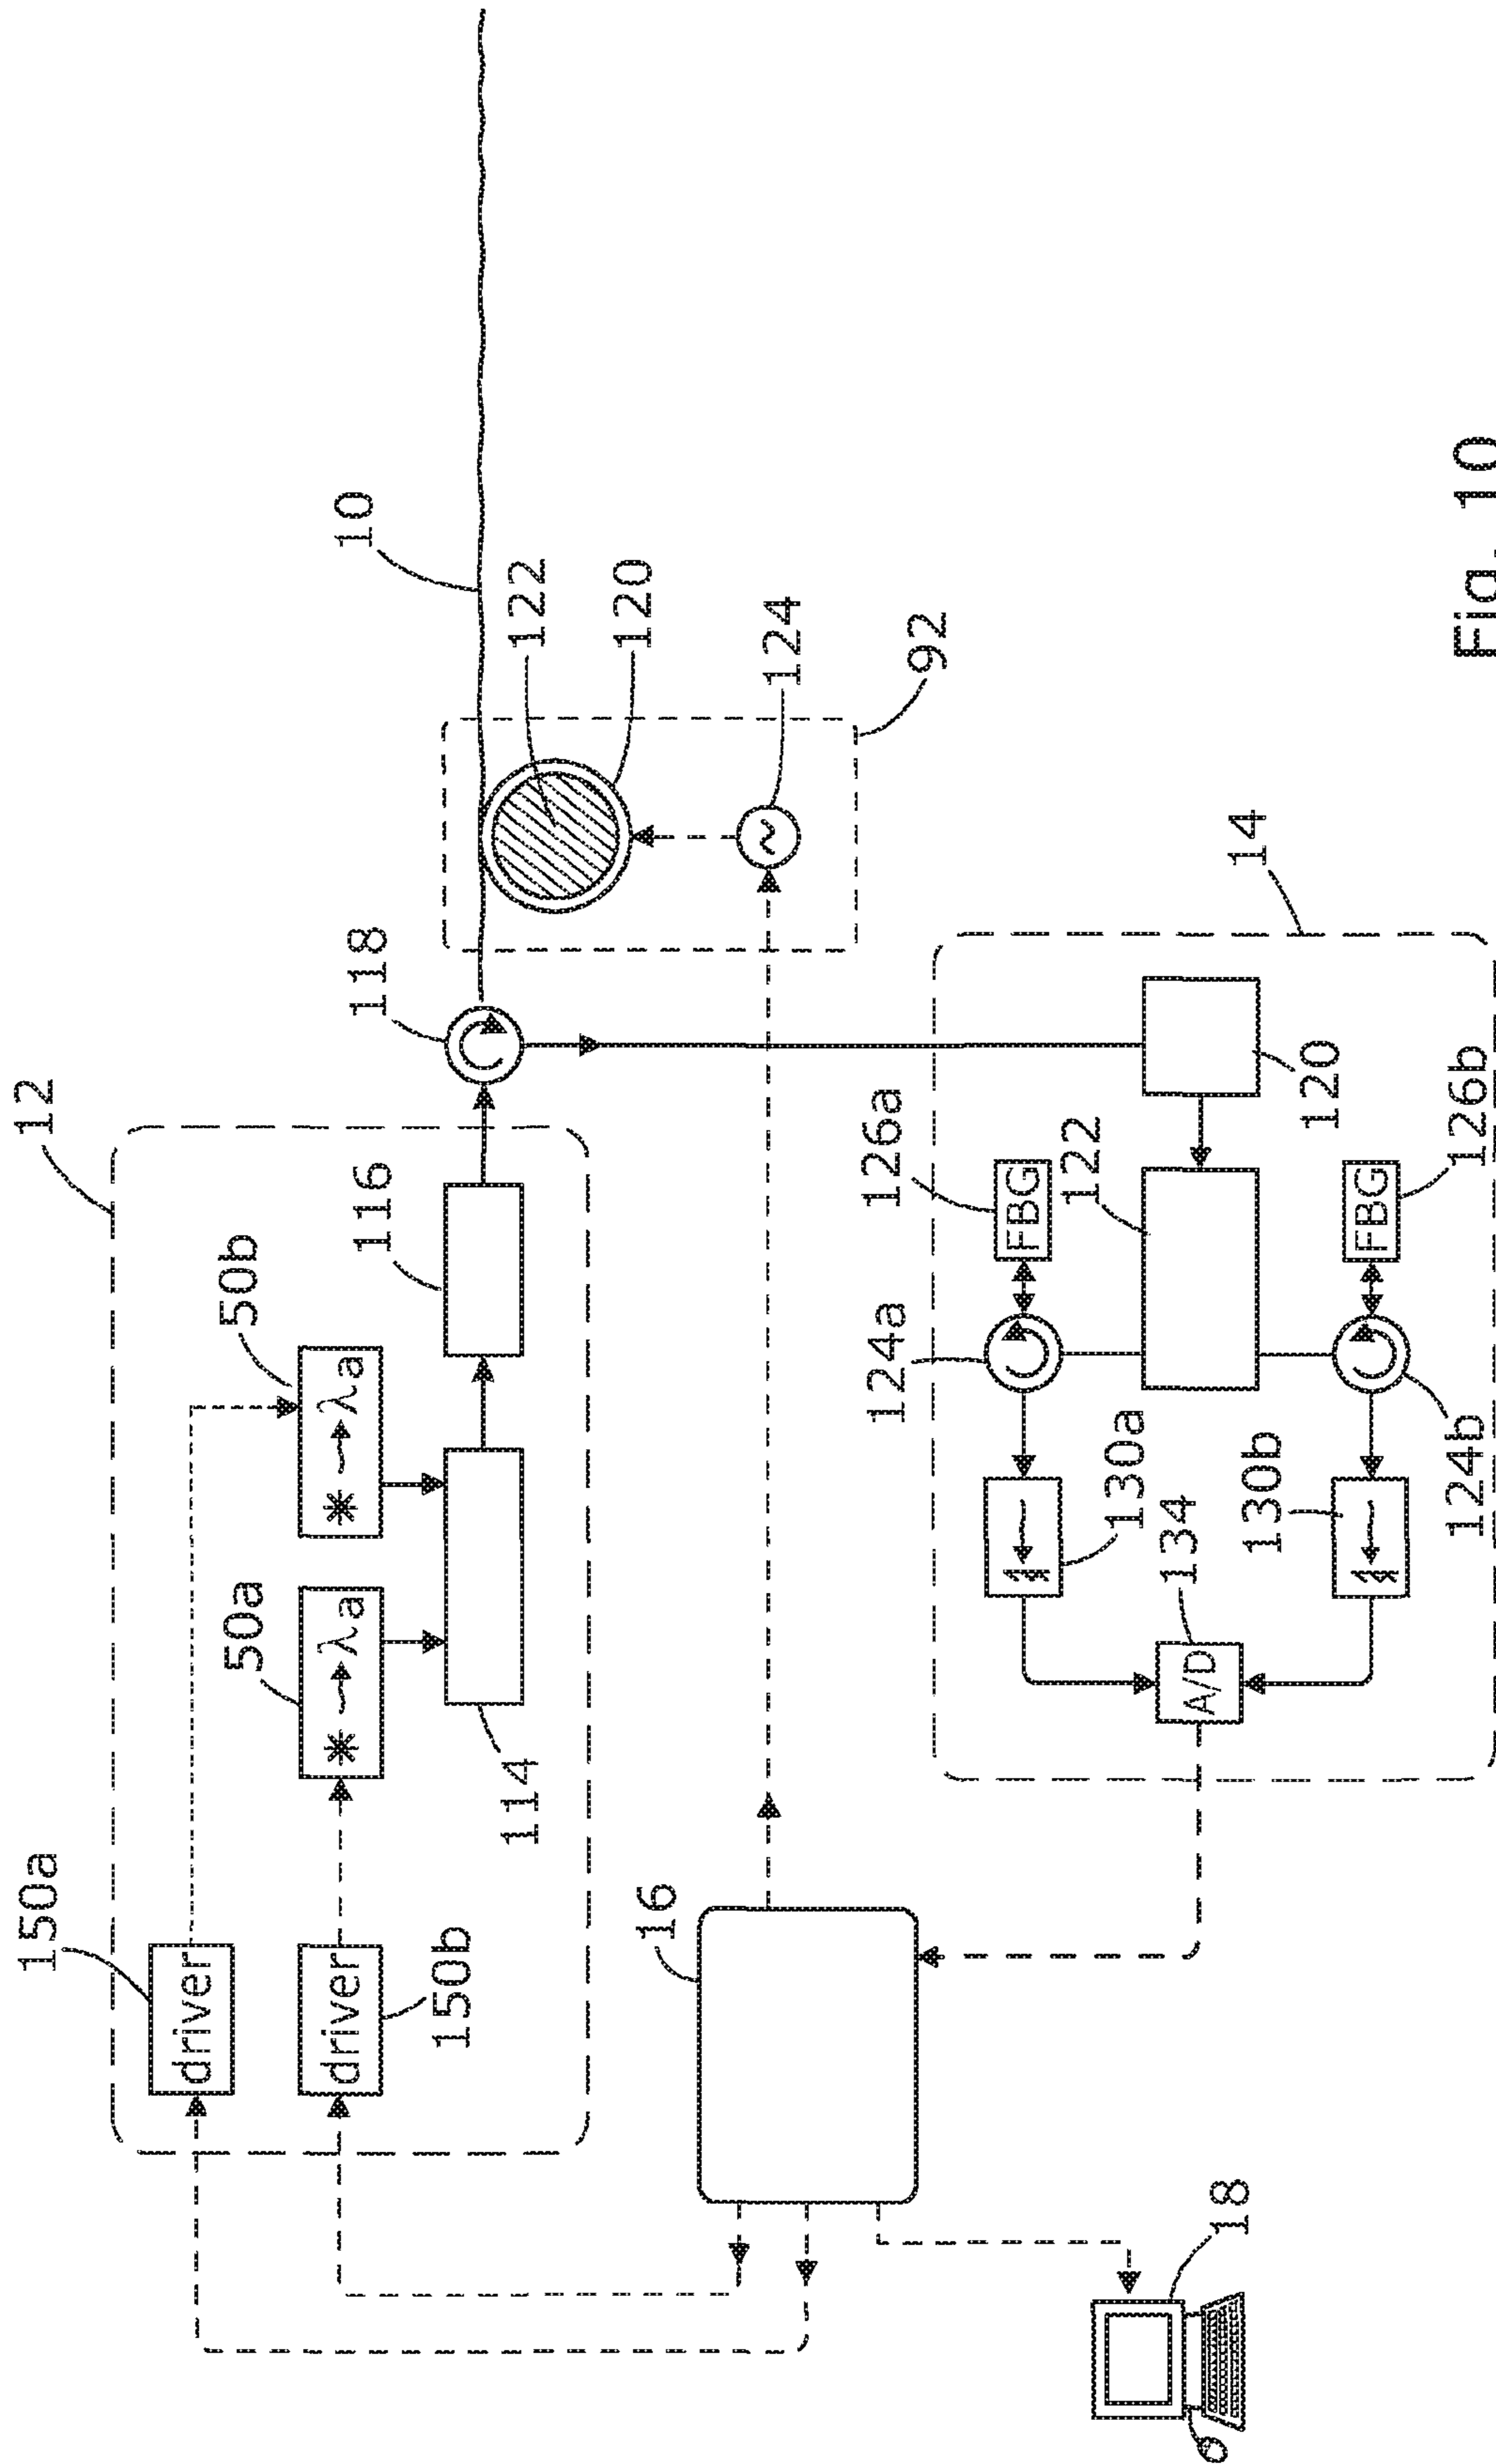 12
150a
50b
50a
driver
λa
λa
116
driver
150b
114
118
10
122
120
124
92
16
14
126a
124a
FBG
122
120
130a
134
A/D
130b
FBG
126b
124b
18
Fig. 10